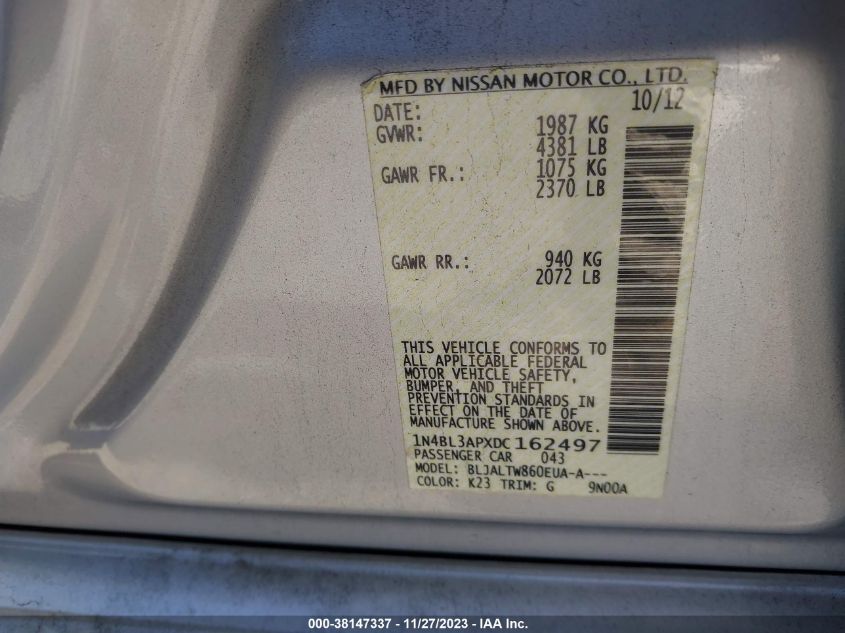 MFD BY NISSAN MOTOR CO., LTD.
DATE: 10/12
GVWR: 1987 KG
4381 LB
GAWR FR.: 1075 KG
2370 LB
GAWR RR.: 940 KG
2072 LB
THIS VEHICLE CONFORMS TO
ALL APPLICABLE FEDERAL
MOTOR VEHICLE SAFETY,
BUMPER, AND THEFT
PREVENTION STANDARDS IN
EFFECT ON THE DATE OF
MANUFACTURE SHOWN ABOVE.
1N4BL3APXDC162497
PASSENGER CAR 043
MODEL: BLJALTW860EUA-A---
COLOR: K23 TRIM: G 9N00A
000-38147337 - 11/27/2023 - IAA Inc.